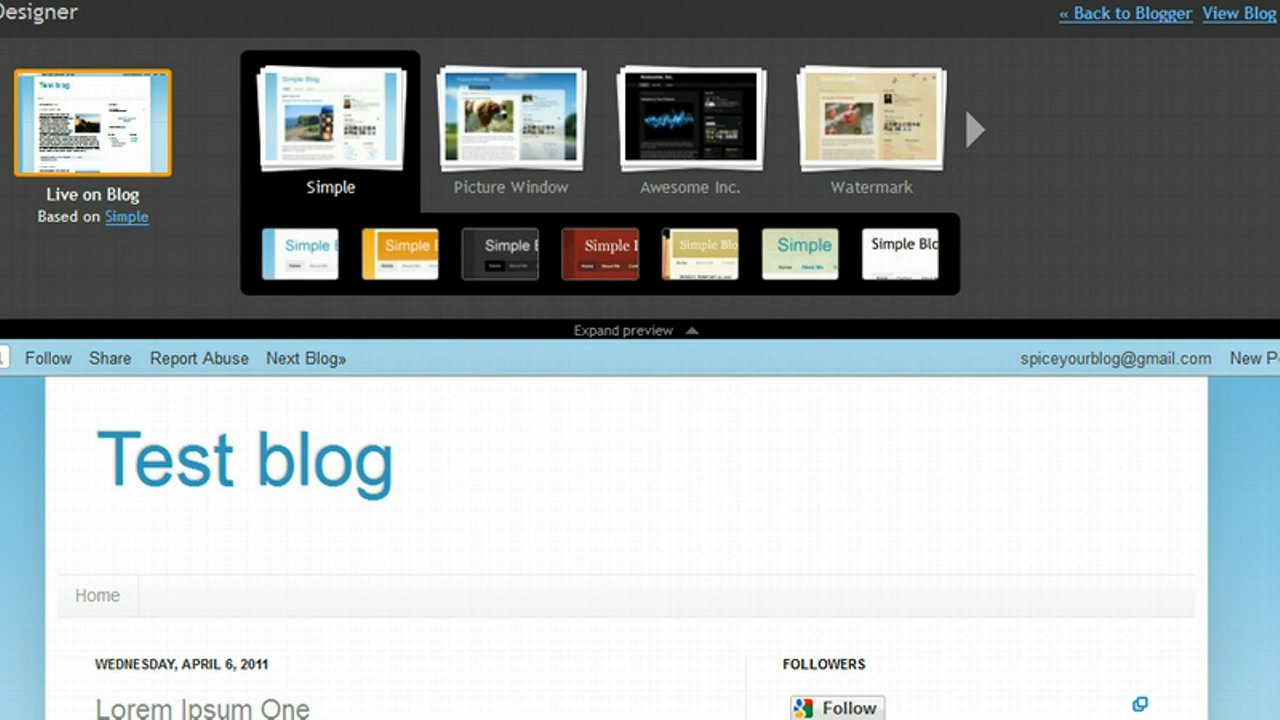 Designer
« Back to Blogger View Blog
Live on Blog
Based on Simple
Simple
Picture Window
Awesome Inc.
Watermark
Expand preview
Follow Share Report Abuse Next Blog»
spiceyourblog@gmail.com New
Test blog
Home
WEDNESDAY, APRIL 6, 2011
FOLLOWERS
Lorem Ipsum One
Follow